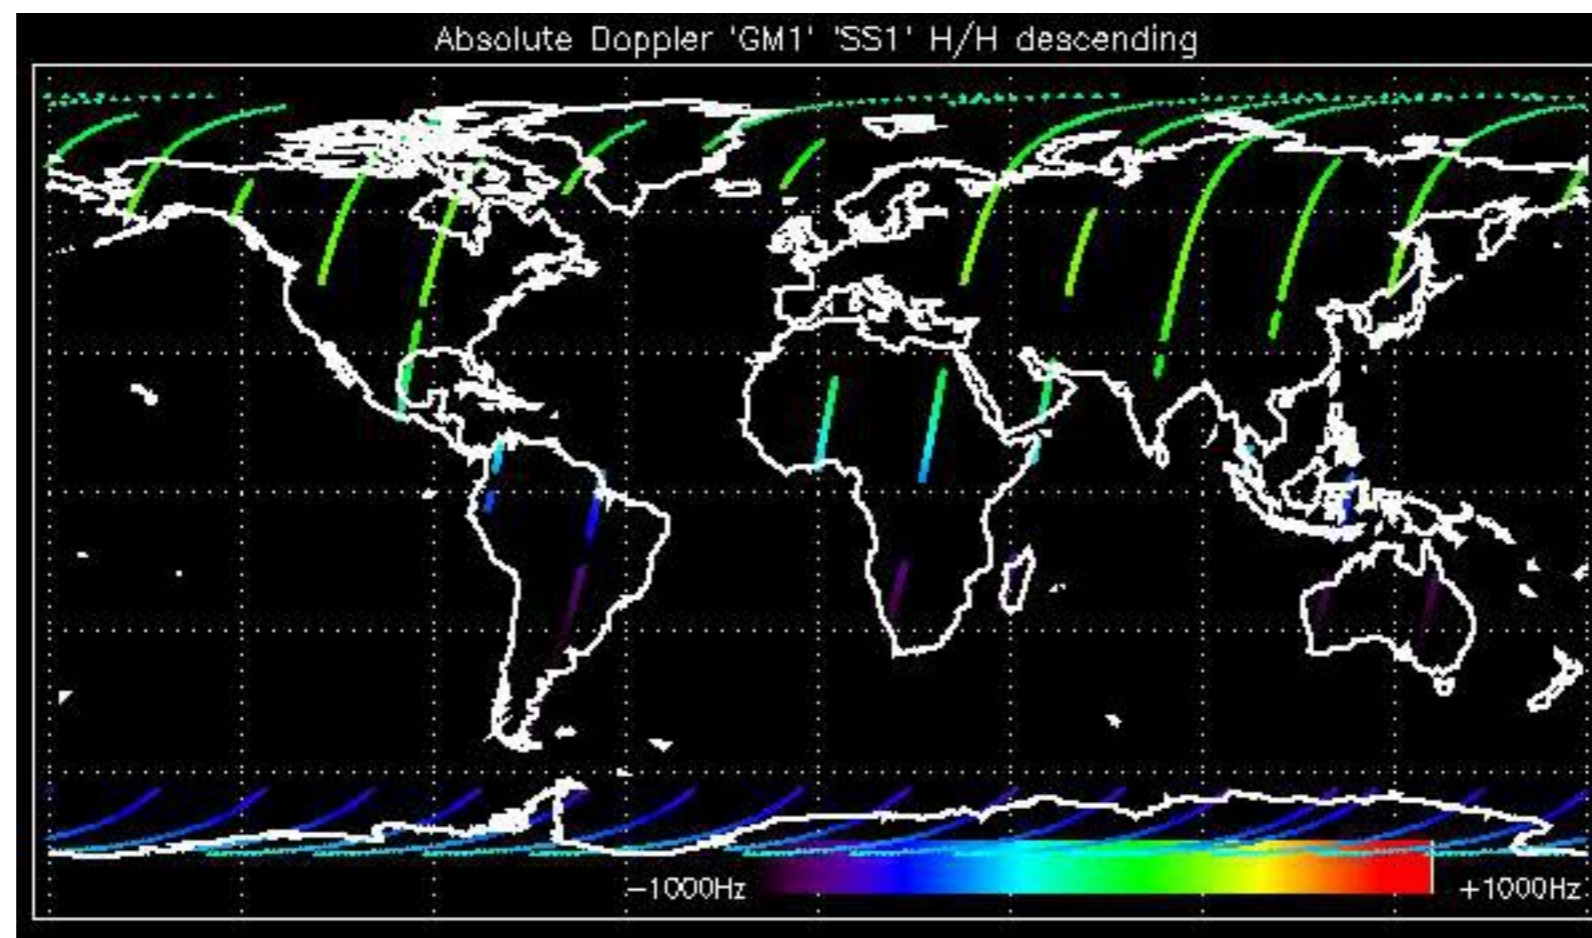 Absolute Doppler 'GM1' 'SS1' H/H descending
−1000Hz
+1000Hz